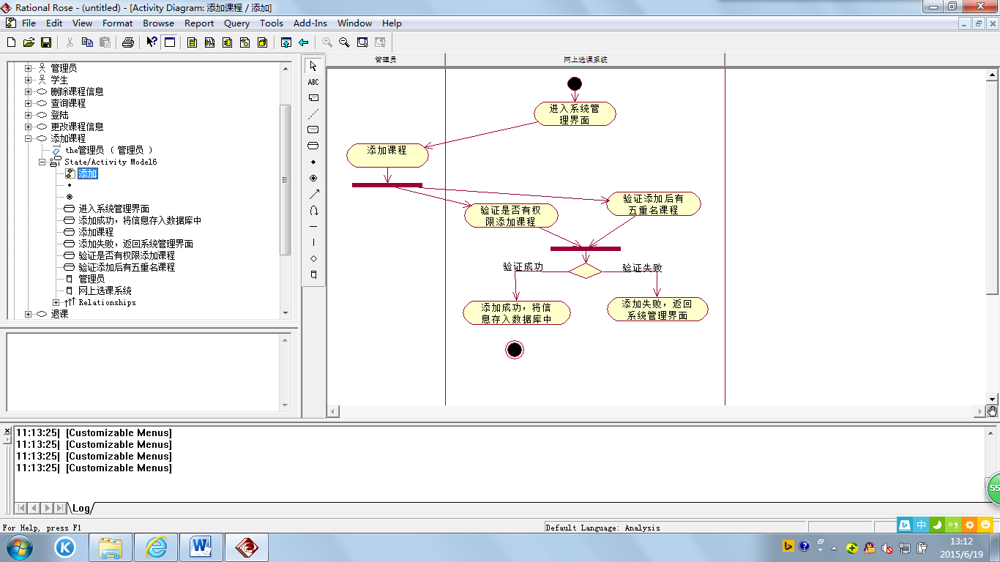 Rational Rose - (untitled) - [Activity Diagram: 添加课程 / 添加]
File Edit View Format Browse Report Query Tools Add-Ins Window Help
管理员
学生
删除课程信息
查询课程
登陆
更改课程信息
添加课程
the管理员 ( 管理员 )
State/Activity Model6
添加
进入系统管理界面
添加成功，将信息存入数据库中
添加课程
添加失败，返回系统管理界面
验证是否有权限添加课程
验证添加后有五重名课程
管理员
网上选课系统
Relationships
退课
ABC
管理员
网上选课系统
进入系统管
理界面
添加课程
验证是否有权
限添加课程
验证添加后有
五重名课程
验证成功
验证失败
添加成功，将信
息存入数据库中
添加失败，返回
系统管理界面
11:13:25| [Customizable Menus]
11:13:25| [Customizable Menus]
11:13:25| [Customizable Menus]
11:13:25| [Customizable Menus]
Log
55
For Help, press F1
Default Language: Analysis
中
K
W
13:12
2015/6/19